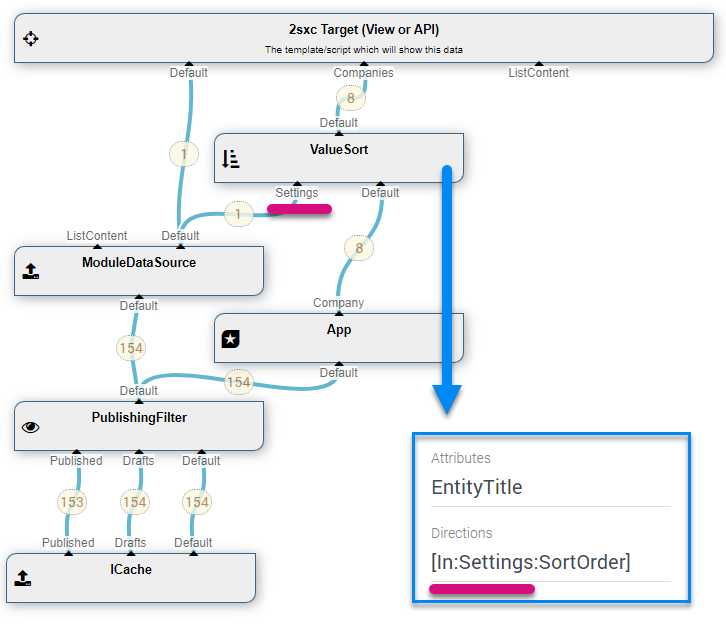 2sxc Target (View or API)
The template/script which will show this data
Default
Companies
ListContent
8
Default
1
ValueSort
Settings
Default
1
ListContent
Default
8
ModuleDataSource
Default
Company
App
154
Default
154
Default
PublishingFilter
Published
Drafts
Default
153
154
154
Published
Drafts
Default
ICache
Attributes
EntityTitle
Directions
[In:Settings:SortOrder]